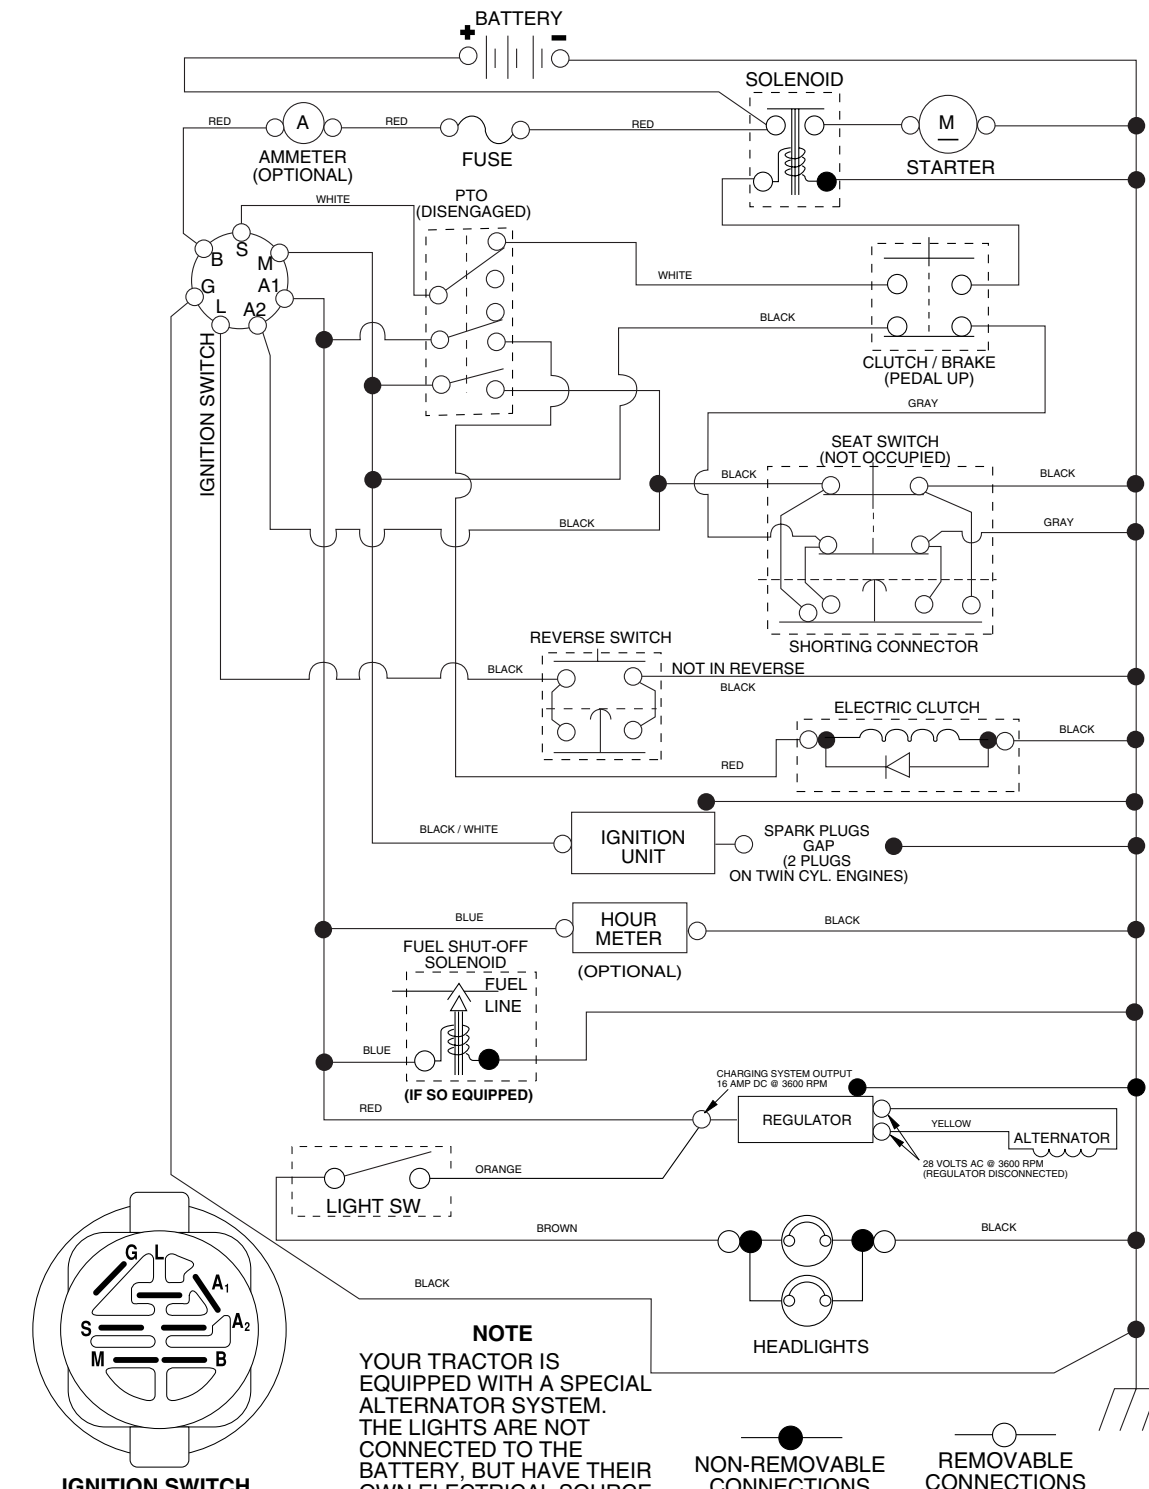 BATTERY
+
-
SOLENOID
RED
A
RED
RED
M
AMMETER
(OPTIONAL)
FUSE
STARTER
PTO
(DISENGAGED)
WHITE
S
B
M
G
A1
L
A2
IGNITION SWITCH
WHITE
BLACK
CLUTCH / BRAKE
(PEDAL UP)
GRAY
SEAT SWITCH
(NOT OCCUPIED)
BLACK
BLACK
BLACK
GRAY
SHORTING CONNECTOR
REVERSE SWITCH
BLACK
NOT IN REVERSE
BLACK
ELECTRIC CLUTCH
BLACK
RED
BLACK / WHITE
IGNITION
UNIT
SPARK PLUGS
GAP
(2 PLUGS
ON TWIN CYL. ENGINES)
BLUE
HOUR
METER
BLACK
(OPTIONAL)
FUEL SHUT-OFF
SOLENOID
FUEL
LINE
BLUE
(IF SO EQUIPPED)
CHARGING SYSTEM OUTPUT
16 AMP DC @ 3600 RPM
RED
REGULATOR
YELLOW
ALTERNATOR
28 VOLTS AC @ 3600 RPM
(REGULATOR DISCONNECTED)
ORANGE
LIGHT SW
BROWN
BLACK
BLACK
HEADLIGHTS
G
L
A1
A2
S
M
B
IGNITION SWITCH
NOTE
YOUR TRACTOR IS
EQUIPPED WITH A SPECIAL
ALTERNATOR SYSTEM.
THE LIGHTS ARE NOT
CONNECTED TO THE
BATTERY, BUT HAVE THEIR
OWN ELECTRICAL SOURCE
NON-REMOVABLE
CONNECTIONS
REMOVABLE
CONNECTIONS